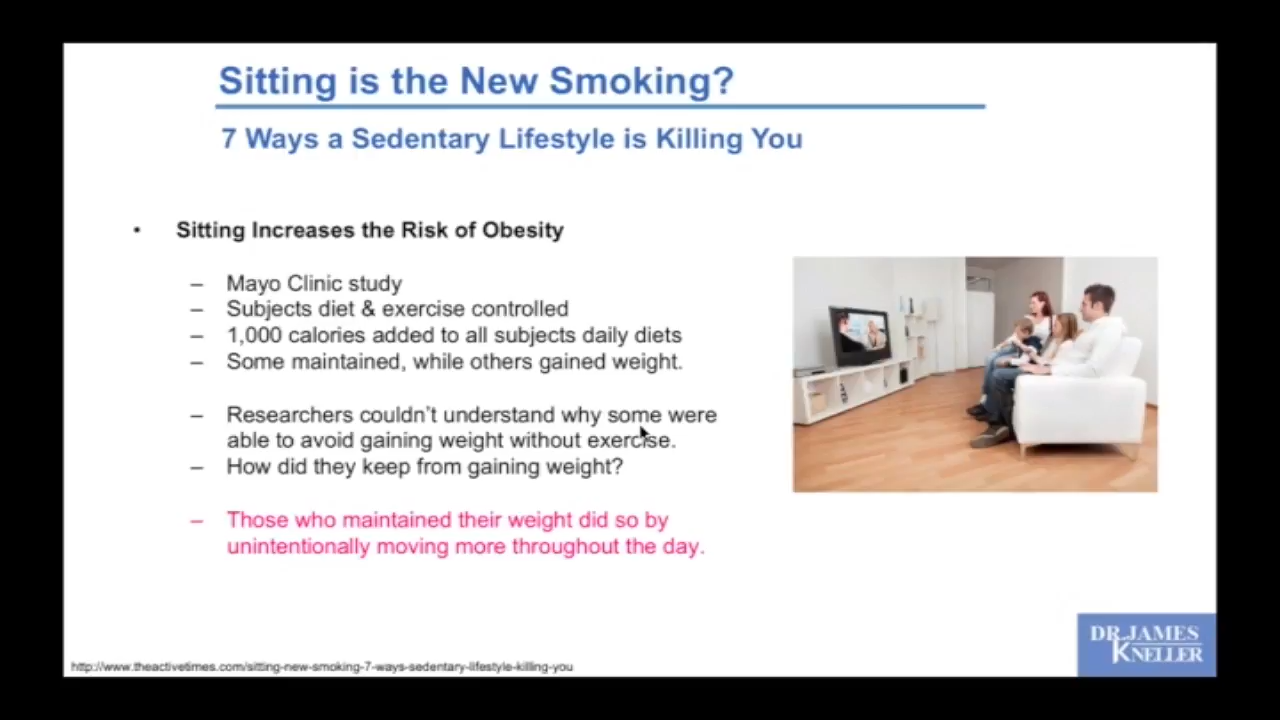 Sitting is the New Smoking?
7 Ways a Sedentary Lifestyle is Killing You
• Sitting Increases the Risk of Obesity
– Mayo Clinic study
– Subjects diet & exercise controlled
– 1,000 calories added to all subjects daily diets
– Some maintained, while others gained weight.
– Researchers couldn't understand why some were
able to avoid gaining weight without exercise.
– How did they keep from gaining weight?
– Those who maintained their weight did so by
unintentionally moving more throughout the day.
DR.JAMES
KNELLER
http://www.theactivetimes.com/sitting-new-smoking-7-ways-sedentary-lifestyle-killing-you